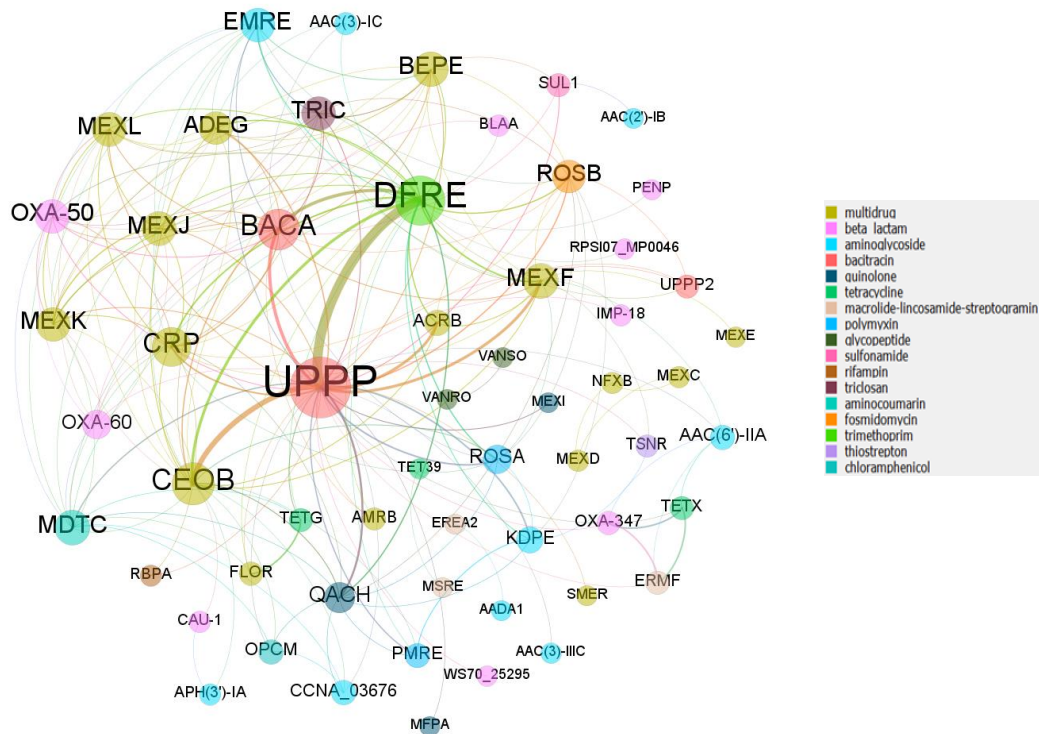 EMRE
AAC(3)-IC
BEPE
SUL1
TRIC
AAC(2')-IB
MEXL
ADEG
BLAA
ROSB
DFRE
PENP
OXA-50
MEXJ
BACA
RPSI07_MP0046
MEXF
UPPP2
MEXK
ACRB
IMP-18
CRP
MEXE
VANSO
UPPP
NFXB
MEXC
VANRO
MEXI
OXA-60
TSNR
AAC(6')-IIA
ROSA
MEXD
TET39
CEOB
TETX
MDTC
TETG
AMRB
EREA2
OXA-347
KDPE
RBPA
FLOR
MSRE
ERMF
QACH
SMER
AADA1
CAU-1
OPCM
PMRE
AAC(3)-IIIC
WS70_25295
APH(3')-IA
CCNA_03676
MFPA
multidrug
beta_lactam
aminoglycoside
bacitracin
quinolone
tetracycline
macrolide-lincosamide-streptogramin
polymyxin
glycopeptide
sulfonamide
rifampin
triclosan
aminocoumarin
fosmidomycin
trimethoprim
thiostrepton
chloramphenicol